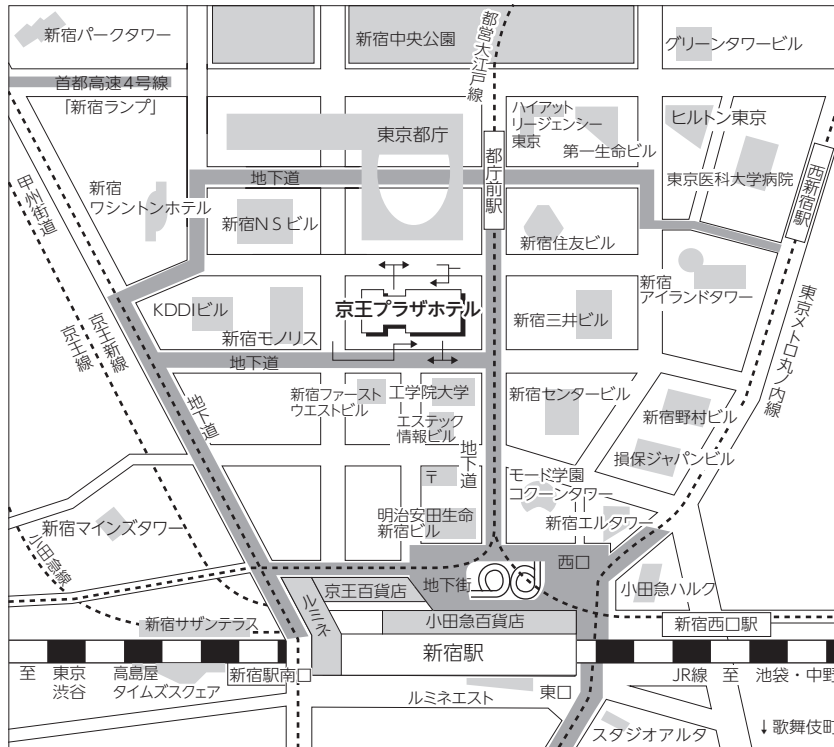 新宿パークタワー
新宿中央公園
都営大江戸線
グリーンタワービル
首都高速4号線
「新宿ランプ」
ハイアット
リージェンシー
東京
第一生命ビル
ヒルトン東京
東京都庁
都庁前駅
東京医科大学病院
西新宿駅
地下道
甲州街道
新宿
ワシントンホテル
新宿NSビル
新宿住友ビル
新宿
アイランドタワー
東京メトロ丸ノ内線
KDDIビル
新宿モノリス
京王プラザホテル
新宿三井ビル
京王新線
京王線
地下道
地下道
新宿ファースト
ウエストビル
工学院大学
エステック
情報ビル
地下道
新宿センタービル
新宿野村ビル
損保ジャパンビル
〒
モード学園
コクーンタワー
明治安田生命
新宿ビル
新宿エルタワー
新宿マインズタワー
小田急線
西口
地下街
京王百貨店
ルミネ
小田急百貨店
小田急ハルク
新宿サザンテラス
新宿西口駅
新宿駅
至
東京
渋谷
高島屋
タイムズスクェア
新宿駅南口
ルミネエスト
東口
JR線
至
池袋・中野
スタジオアルタ
↓歌舞伎町